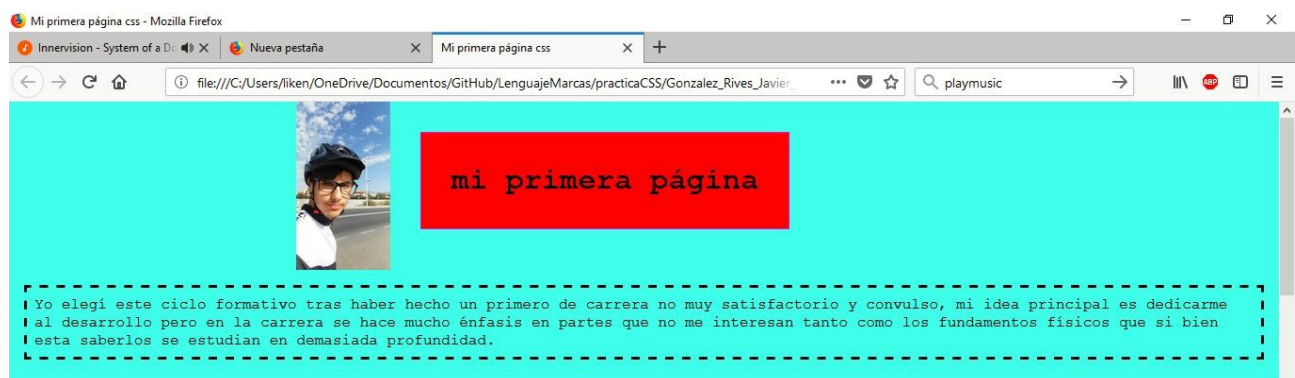 Mi primera página css - Mozilla Firefox
Innervision - System of a Do
Nueva pestaña
Mi primera página css
file:///C:/Users/liken/OneDrive/Documentos/GitHub/LenguajeMarcas/practicaCSS/Gonzalez_Rives_Javier_
playmusic
ABP
mi primera página
Yo elegí este ciclo formativo tras haber hecho un primero de carrera no muy satisfactorio y convulso, mi idea principal es dedicarme
al desarrollo pero en la carrera se hace mucho énfasis en partes que no me interesan tanto como los fundamentos físicos que si bien
esta saberlos se estudian en demasiada profundidad.